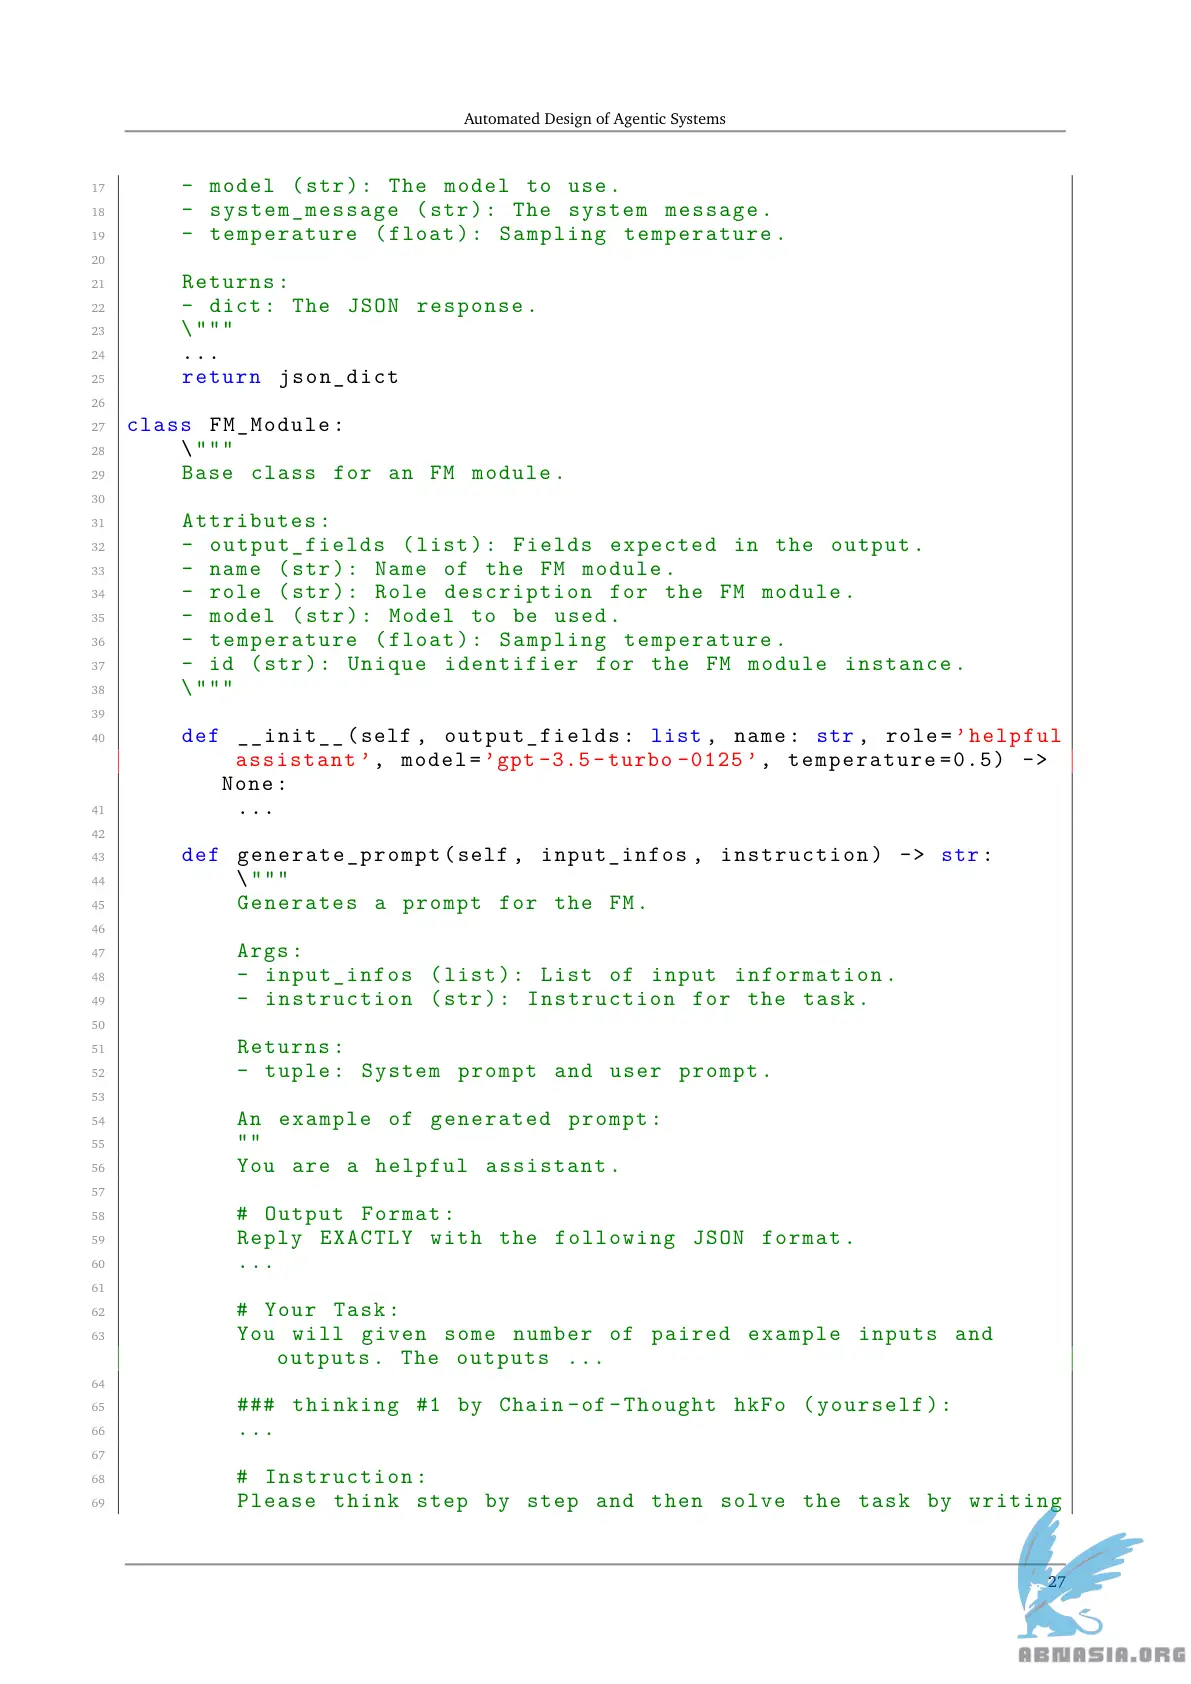 Automated Design of Agentic Systems
17 - model (str): The model to use.
18 - system_message (str): The system message.
19 - temperature (float): Sampling temperature.
20
21 Returns:
22 - dict: The JSON response.
23 \"""
24 ...
25 return json_dict
26
27 class FM_Module:
28 \"""
29 Base class for an FM module.
30
31 Attributes:
32 - output_fields (list): Fields expected in the output.
33 - name (str): Name of the FM module.
34 - role (str): Role description for the FM module.
35 - model (str): Model to be used.
36 - temperature (float): Sampling temperature.
37 - id (str): Unique identifier for the FM module instance.
38 \"""
39
40 def __init__(self, output_fields: list, name: str, role='helpful
assistant', model='gpt-3.5-turbo-0125', temperature=0.5) ->
None:
41 ...
42
43 def generate_prompt(self, input_infos, instruction) -> str:
44 \"""
45 Generates a prompt for the FM.
46
47 Args:
48 - input_infos (list): List of input information.
49 - instruction (str): Instruction for the task.
50
51 Returns:
52 - tuple: System prompt and user prompt.
53
54 An example of generated prompt:
55 ""
56 You are a helpful assistant.
57
58 # Output Format:
59 Reply EXACTLY with the following JSON format.
60 ...
61
62 # Your Task:
63 You will given some number of paired example inputs and
outputs. The outputs ...
64
65 ### thinking #1 by Chain-of-Thought hkFo (yourself):
66 ...
67
68 # Instruction:
69 Please think step by step and then solve the task by writing
27
ABNASIA.ORG